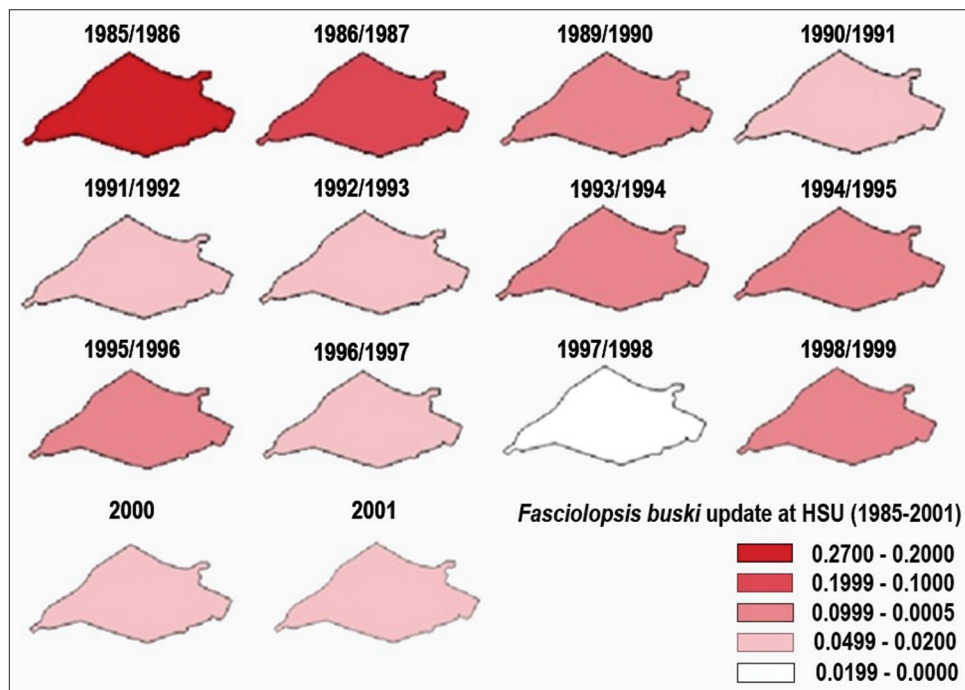 1985/1986 1986/1987 1989/1990 1990/1991
1991/1992 1992/1993 1993/1994 1994/1995
1995/1996 1996/1997 1997/1998 1998/1999
2000 2001
Fasciolopsis buski update at HSU (1985-2001)
0.2700 - 0.2000
0.1999 - 0.1000
0.0999 - 0.0005
0.0499 - 0.0200
0.0199 - 0.0000